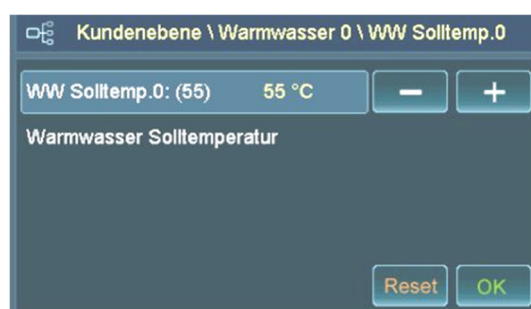 Kundenebene \ Warmwasser 0 \ WW Solltemp.0
WW Solltemp.0: (55) 55 °C − +
Warmwasser Solltemperatur
Reset OK